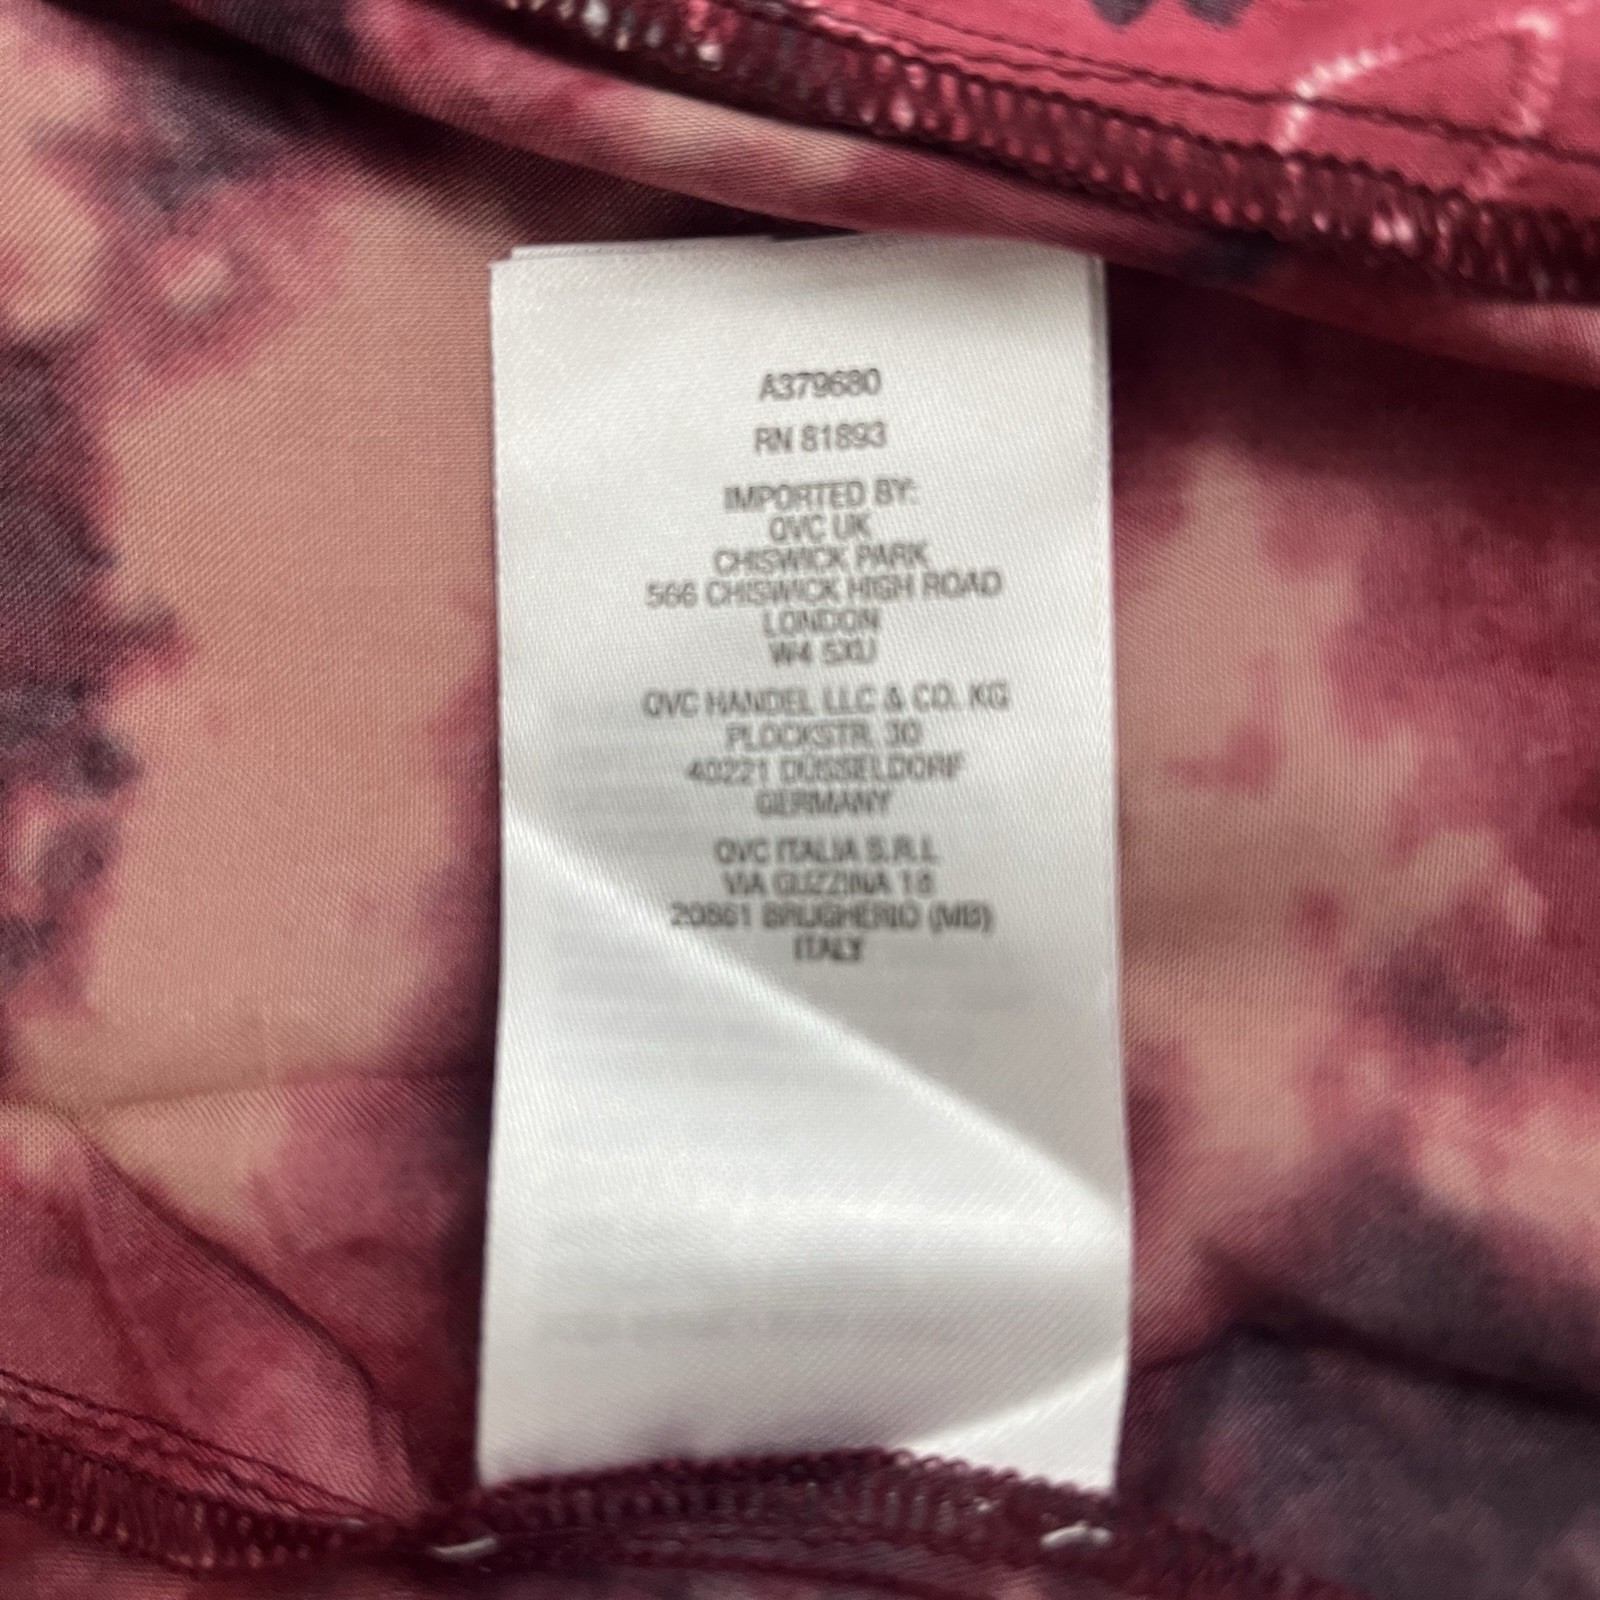 A379680
RN 81893
IMPORTED BY:
QVC UK
CHISWICK PARK
566 CHISWICK HIGH ROAD
LONDON
W4 5XU
QVC HANDEL LLC & CO. KG
PLOCKSTR. 30
40221 DÜSSELDORF
GERMANY
QVC ITALIA S.R.L
VIA GUZZINA 18
20861 BRUGHERIO (MB)
ITALY